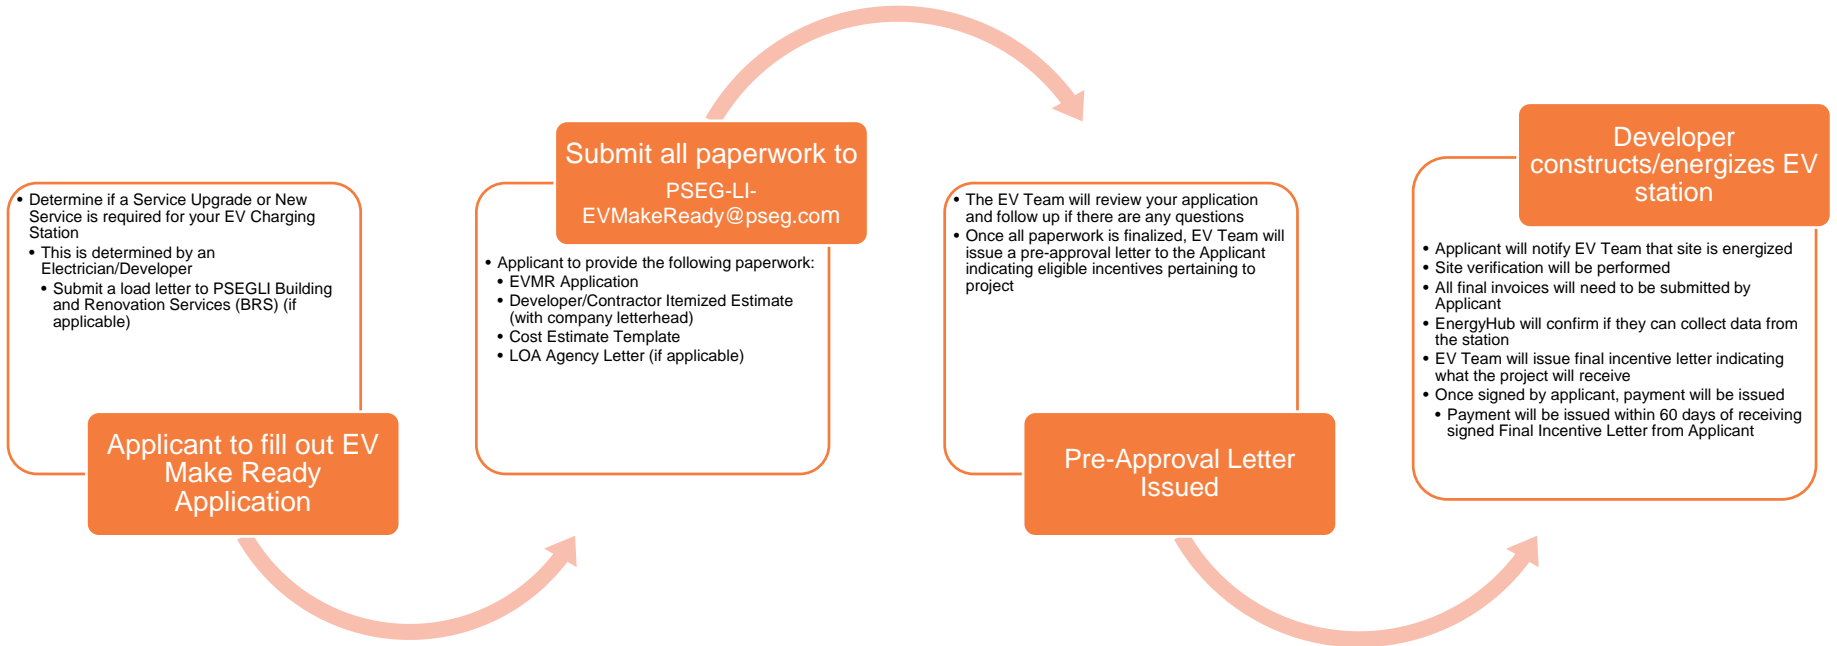 • Determine if a Service Upgrade or New
Service is required for your EV Charging
Station
• This is determined by an
Electrician/Developer
• Submit a load letter to PSEGLI Building
and Renovation Services (BRS) (if
applicable)
Applicant to fill out EV
Make Ready
Application
Submit all paperwork to
PSEG-LI-
EVMakeReady@pseg.com
• Applicant to provide the following paperwork:
• EVMR Application
• Developer/Contractor Itemized Estimate
(with company letterhead)
• Cost Estimate Template
• LOA Agency Letter (if applicable)
• The EV Team will review your application
and follow up if there are any questions
• Once all paperwork is finalized, EV Team will
issue a pre-approval letter to the Applicant
indicating eligible incentives pertaining to
project
Pre-Approval Letter
Issued
Developer
constructs/energizes EV
station
• Applicant will notify EV Team that site is energized
• Site verification will be performed
• All final invoices will need to be submitted by
Applicant
• EnergyHub will confirm if they can collect data from
the station
• EV Team will issue final incentive letter indicating
what the project will receive
• Once signed by applicant, payment will be issued
• Payment will be issued within 60 days of receiving
signed Final Incentive Letter from Applicant